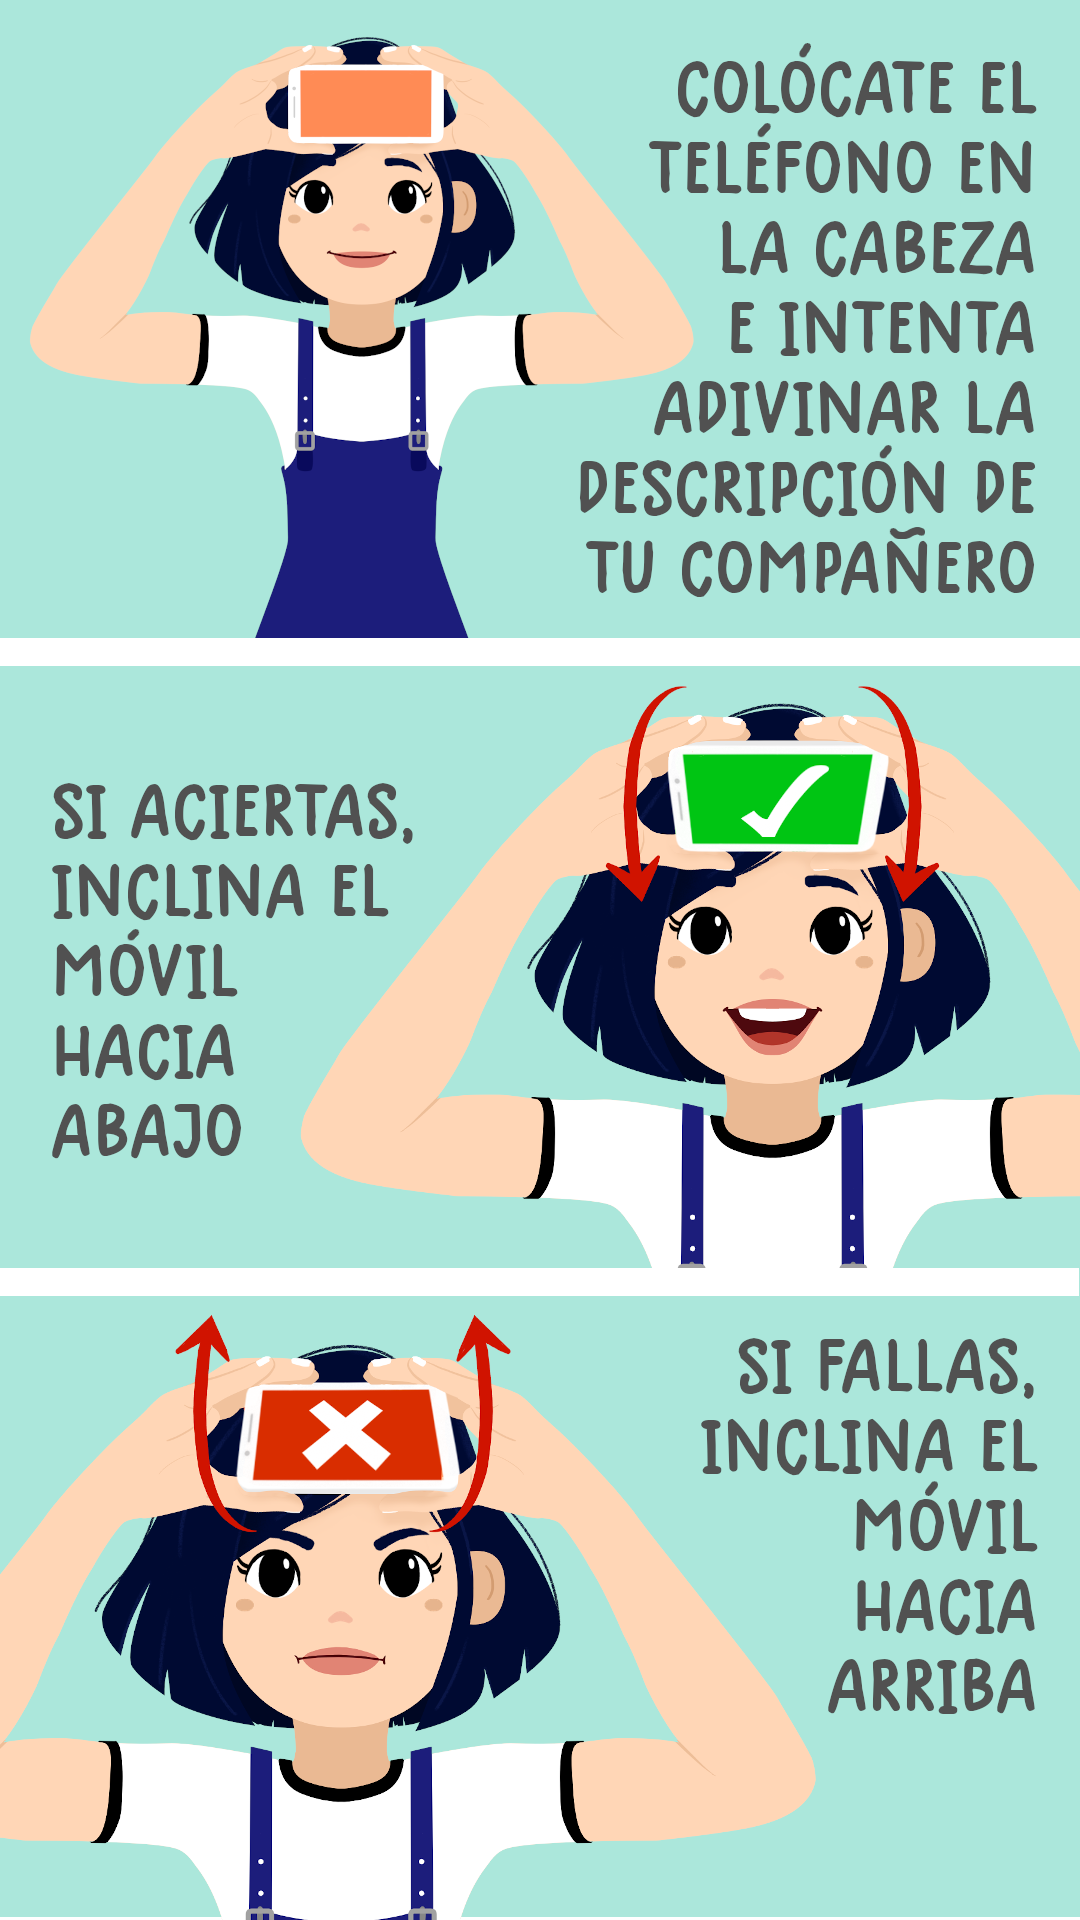 COLÓCATE EL
TELÉFONO EN
LA CABEZA
E INTENTA
ADIVINAR LA
DESCRIPCIÓN DE
TU COMPAÑERO
SI ACIERTAS,
INCLINA EL
MÓVIL
HACIA
ABAJO
SI FALLAS,
INCLINA EL
MÓVIL
HACIA
ARRIBA